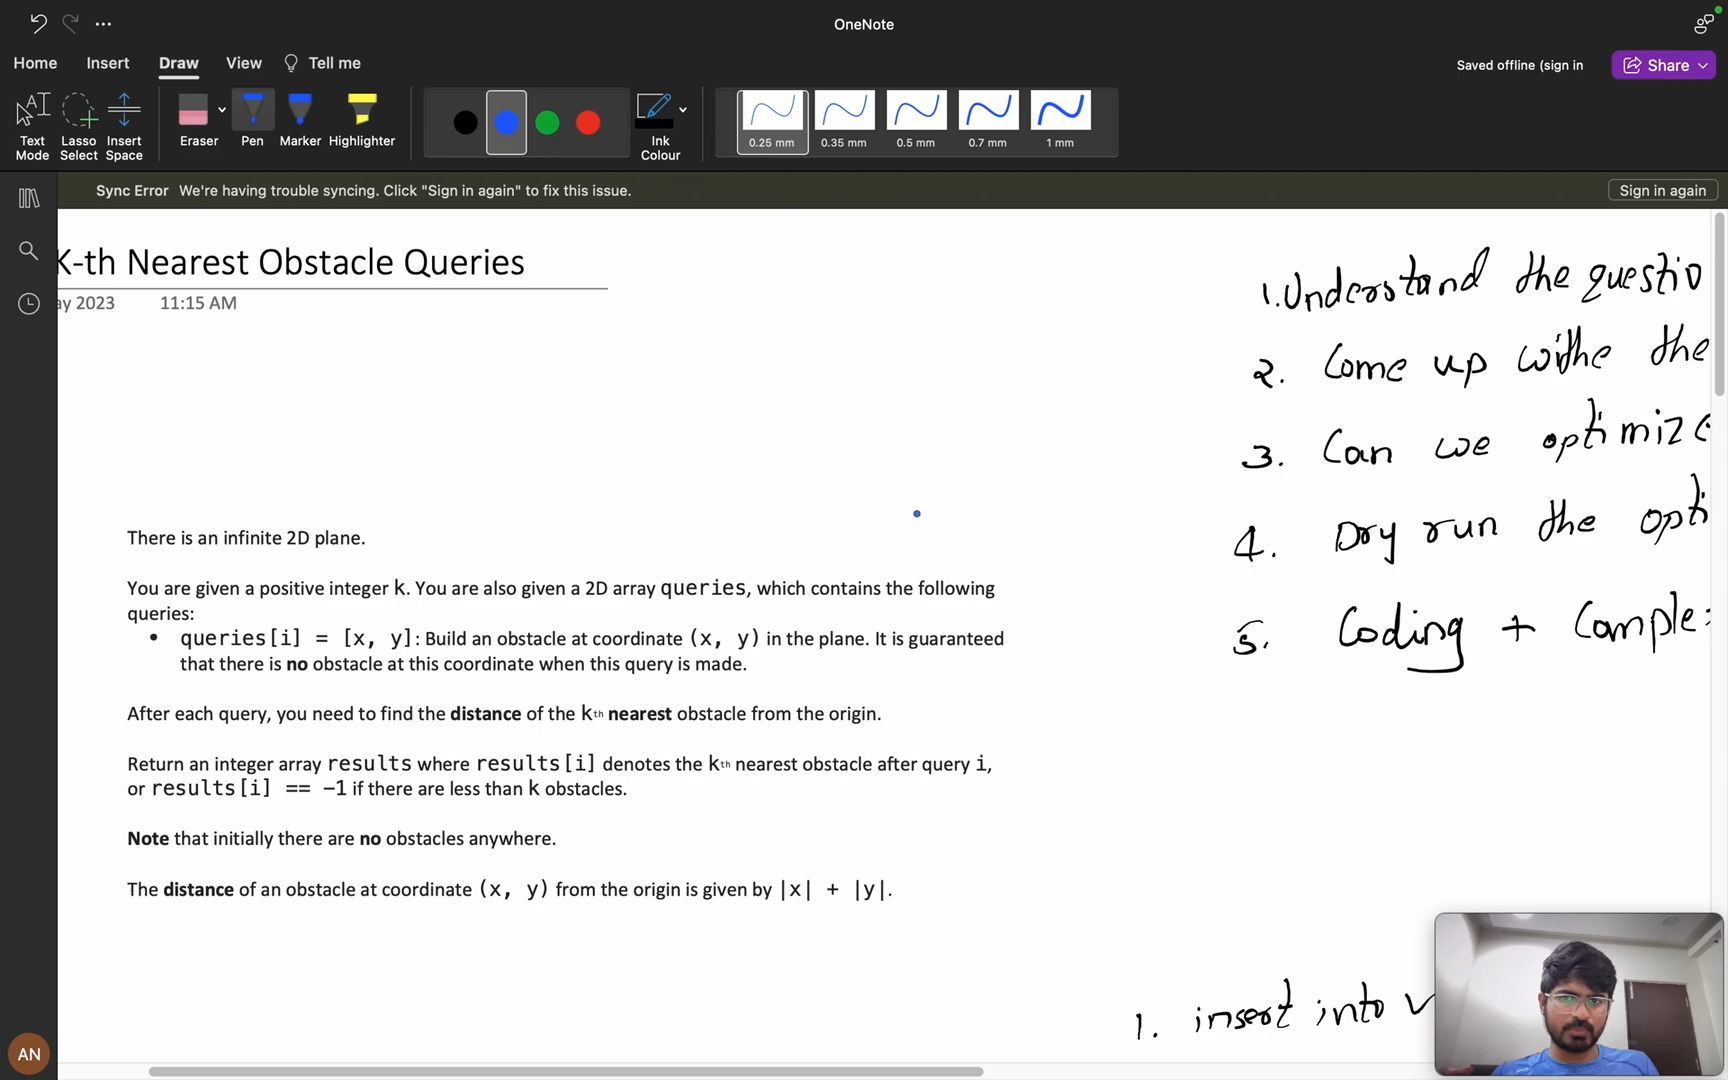 OneNote
Home Insert Draw View Tell me
Saved offline (sign in
Share
Text Mode
Lasso Select
Insert Space
Eraser
Pen
Marker
Highlighter
Ink Colour
0.25 mm
0.35 mm
0.5 mm
0.7 mm
1 mm
Sync Error We're having trouble syncing. Click "Sign in again" to fix this issue.
Sign in again
K-th Nearest Obstacle Queries
ay 2023 11:15 AM
There is an infinite 2D plane.
You are given a positive integer k. You are also given a 2D array queries, which contains the following
queries:
• queries[i] = [x, y]: Build an obstacle at coordinate (x, y) in the plane. It is guaranteed
that there is no obstacle at this coordinate when this query is made.
After each query, you need to find the distance of the kth nearest obstacle from the origin.
Return an integer array results where results[i] denotes the kth nearest obstacle after query i,
or results[i] == -1 if there are less than k obstacles.
Note that initially there are no obstacles anywhere.
The distance of an obstacle at coordinate (x, y) from the origin is given by |x| + |y|.
1. Understand the questio
2. Come up withe the
3. Can we optimize
4. Dry run the opti
5. Coding + Comple
1. insert into v
AN